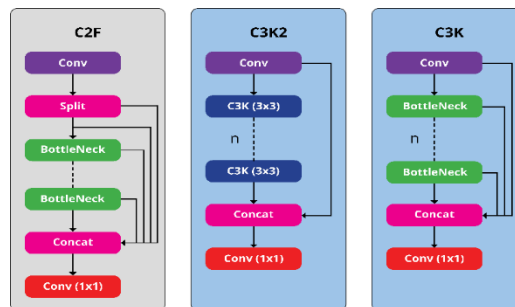 C2F
Conv
Split
BottleNeck
BottleNeck
Concat
Conv (1x1)
C3K2
Conv
C3K (3x3)
n
C3K (3x3)
Concat
Conv (1x1)
C3K
Conv
BottleNeck
n
BottleNeck
Concat
Conv (1x1)